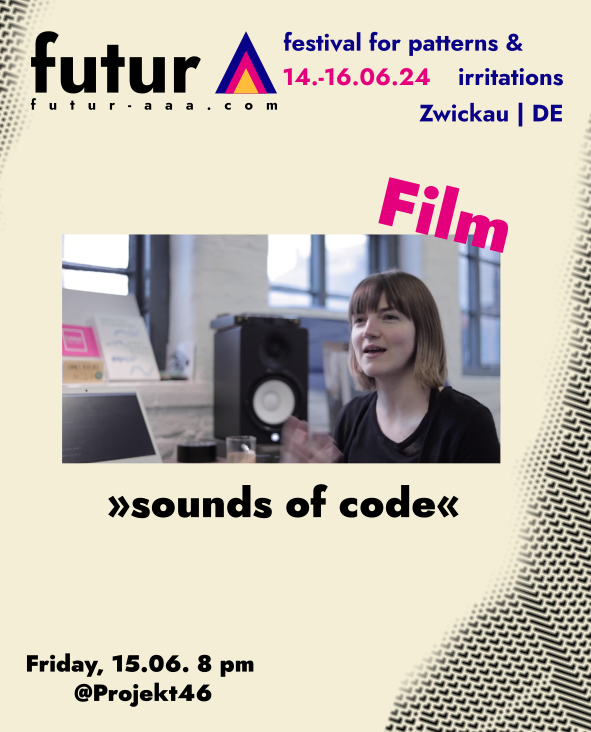 futur
futur-aaa.com
festival for patterns &
14.-16.06.24 irritations
Zwickau | DE
Film
»sounds of code«
Friday, 15.06. 8 pm
@Projekt46